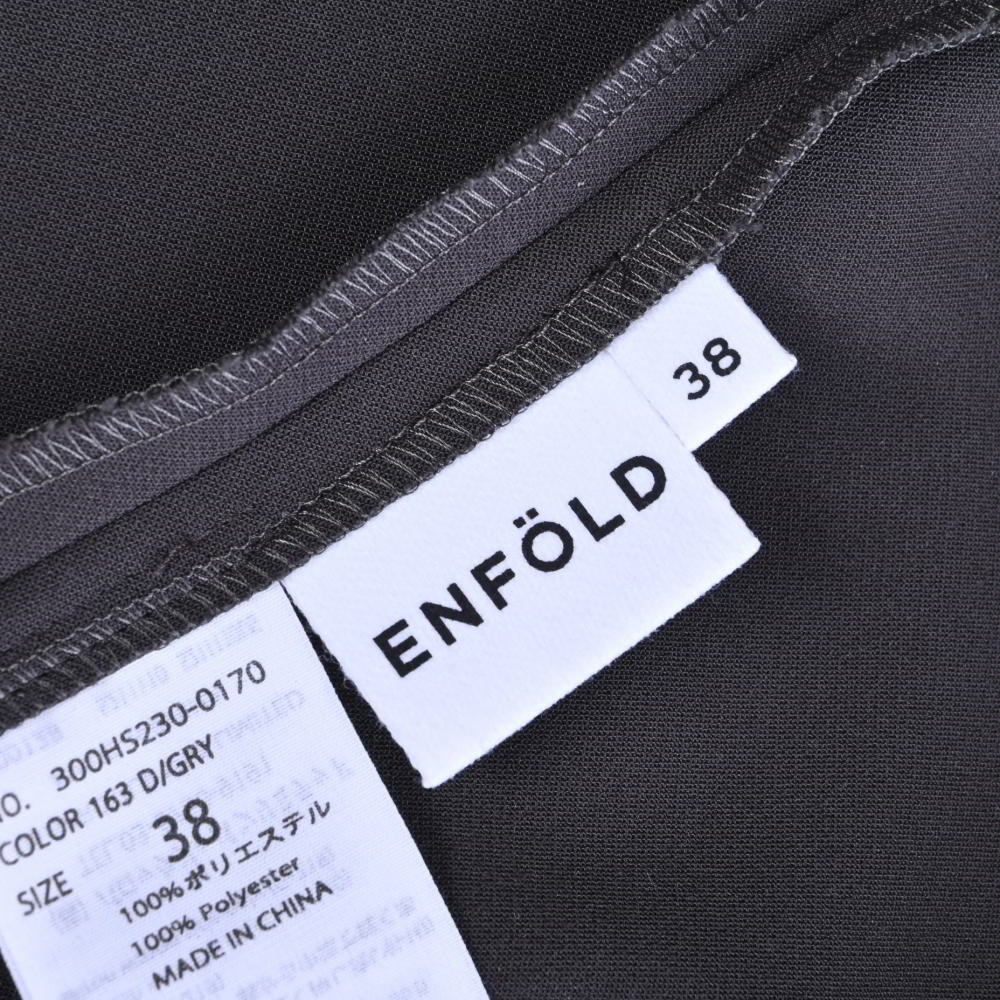 38
ENFÖLD
NO. 300HS230-0170
COLOR 163 D/GRY
SIZE 38
100%ポリエステル
100% Polyester
MADE IN CHINA